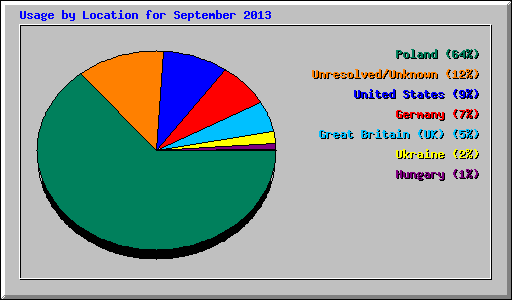 Usage by Location for September 2013
Poland (64%)
Unresolved/Unknown (12%)
United States (9%)
Germany (7%)
Great Britain (UK) (5%)
Ukraine (2%)
Hungary (1%)